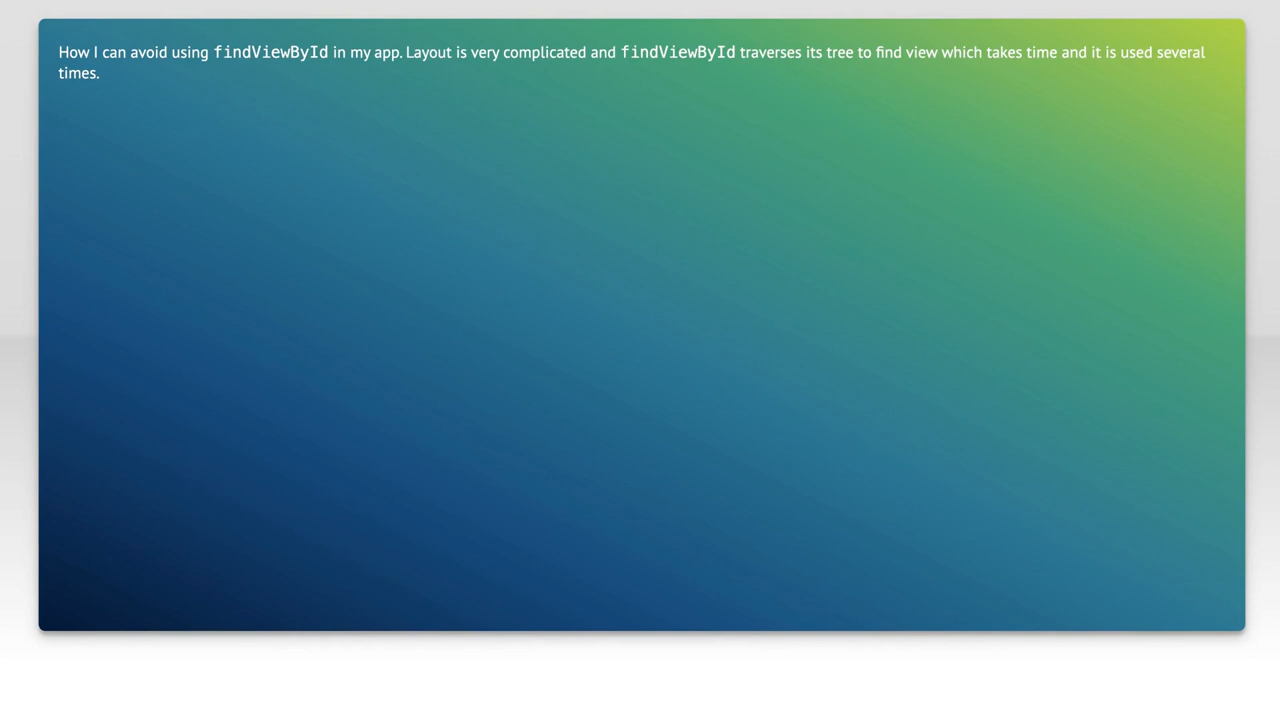 How I can avoid using findViewById in my app. Layout is very complicated and findViewById traverses its tree to find view which takes time and it is used several
times.